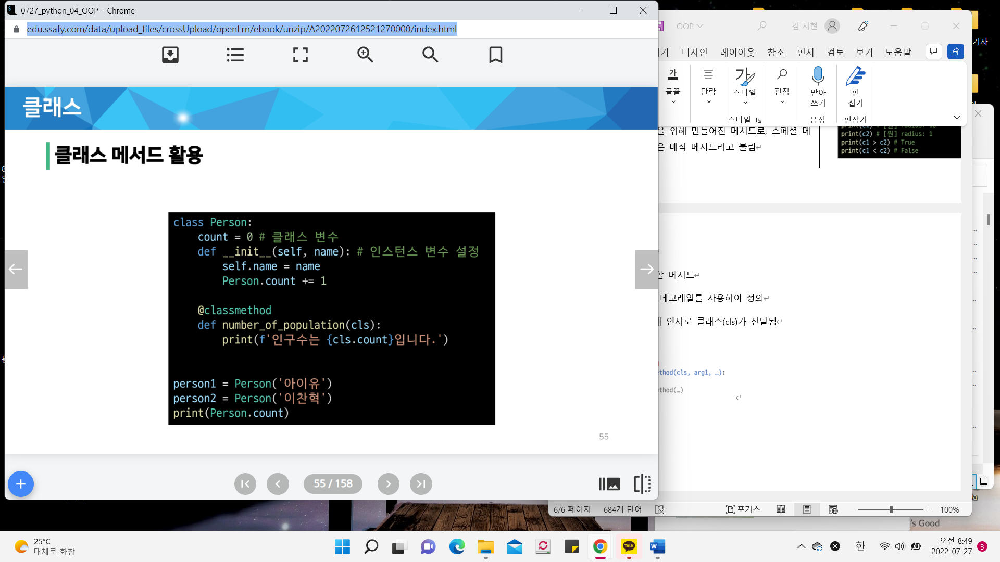 0727_python_04_OOP - Chrome
edu.ssafy.com/data/upload_files/crossUpload/openLrn/ebook/unzip/A2022072612521270000/index.html
클래스
클래스 메서드 활용
class Person:
    count = 0 # 클래스 변수
    def __init__(self, name): # 인스턴스 변수 설정
        self.name = name
        Person.count += 1
    @classmethod
    def number_of_population(cls):
        print(f'인구수는 {cls.count}입니다.')
person1 = Person('아이유')
person2 = Person('이찬혁')
print(Person.count)
55
55 / 158
OOP
김 지현
디자인 레이아웃 참조 편지 검토 보기 도움말
가
글꼴
단락
가
스타일
편집
받아
쓰기
편
집기
스타일
음성
편집기
을 위해 만들어진 메서드로, 스페셜 메
은 매직 메서드라고 불림
print(c2) # [원] radius: 1
print(c1 > c2) # True
print(c1 < c2) # False
할 메서드
데코레일를 사용하여 정의
인자로 클래스(cls)가 전달됨
thod(cls, arg1, …):
thod(…)
6/6 페이지
684개 단어
포커스
100%
기사
's Good
25°C
대체로 화창
TALK
W
한
오전 8:49
2022-07-27
3